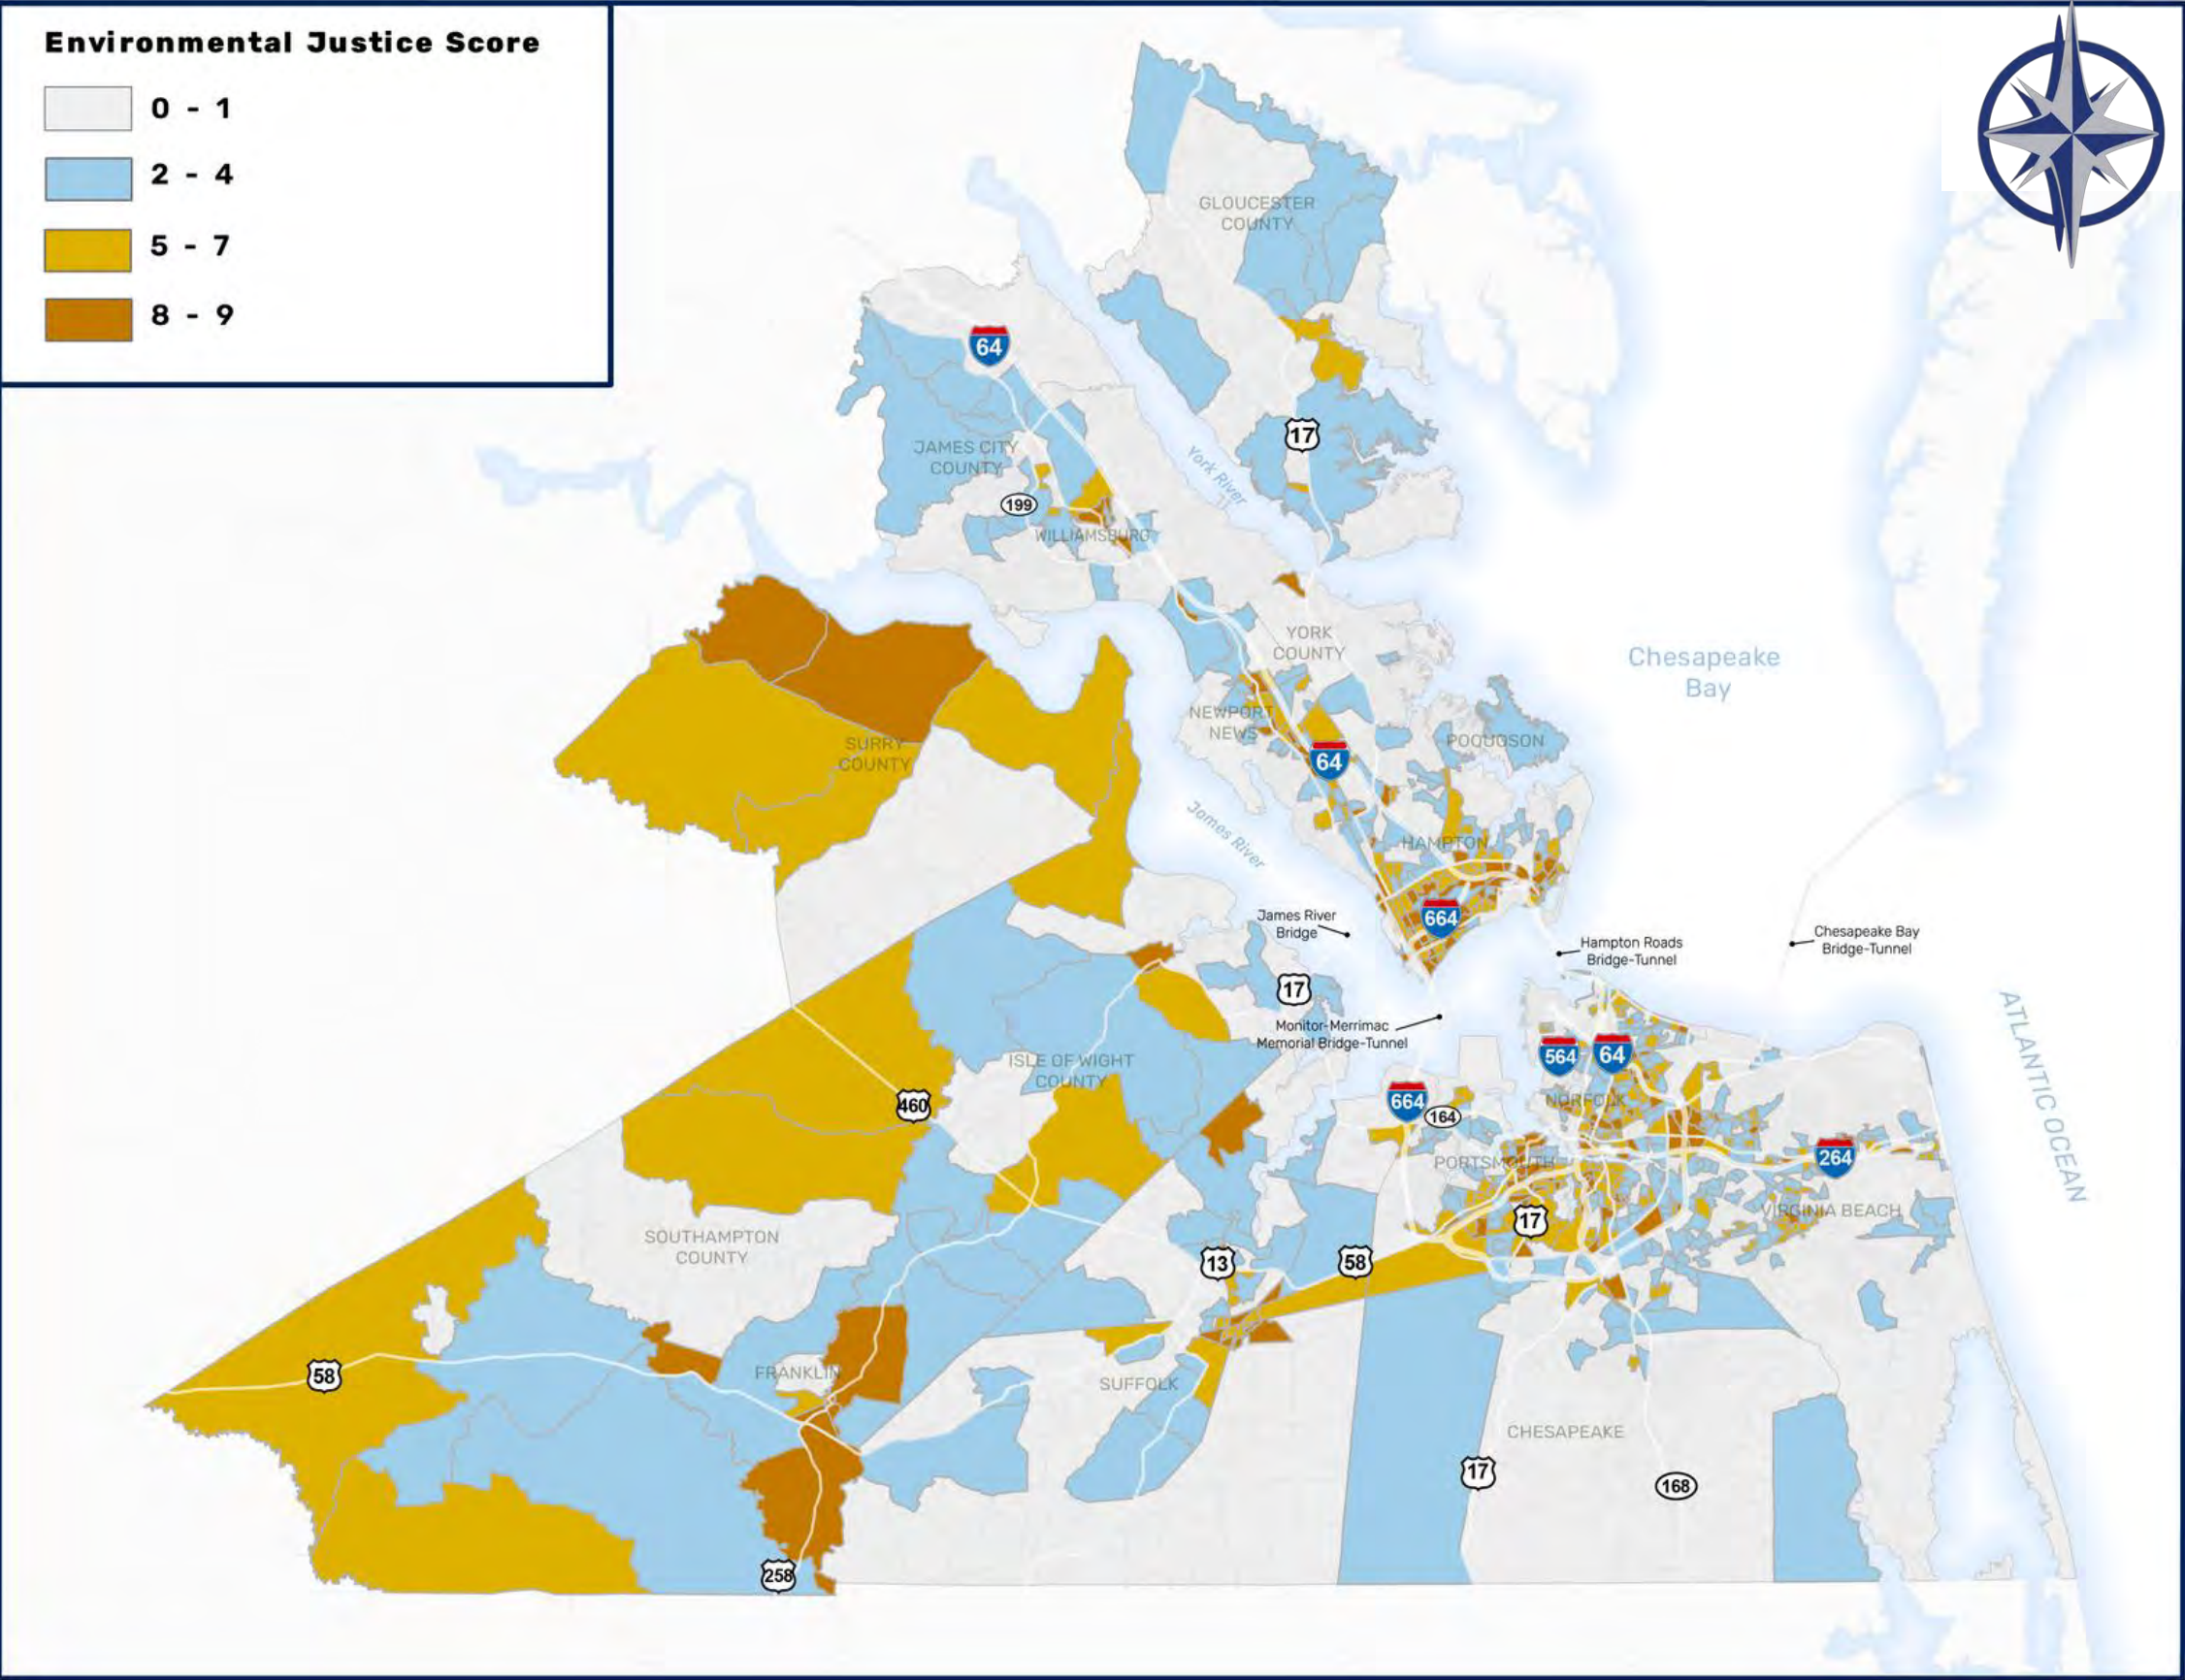 Environmental Justice Score
0 - 1
2 - 4
5 - 7
8 - 9
GLOUCESTER
COUNTY
64
17
JAMES CITY
COUNTY
York River
199
WILLIAMSBURG
YORK
COUNTY
Chesapeake
Bay
NEWPORT
NEWS
POQUOSON
SURRY
COUNTY
64
James River
HAMPTON
664
James River
Bridge
Hampton Roads
Bridge-Tunnel
Chesapeake Bay
Bridge-Tunnel
17
Monitor-Merrimac
Memorial Bridge-Tunnel
ATLANTIC OCEAN
ISLE OF WIGHT
COUNTY
564
64
460
664
164
NORFOLK
PORTSMOUTH
264
17
VIRGINIA BEACH
SOUTHAMPTON
COUNTY
13
58
58
FRANKLIN
SUFFOLK
CHESAPEAKE
17
168
258